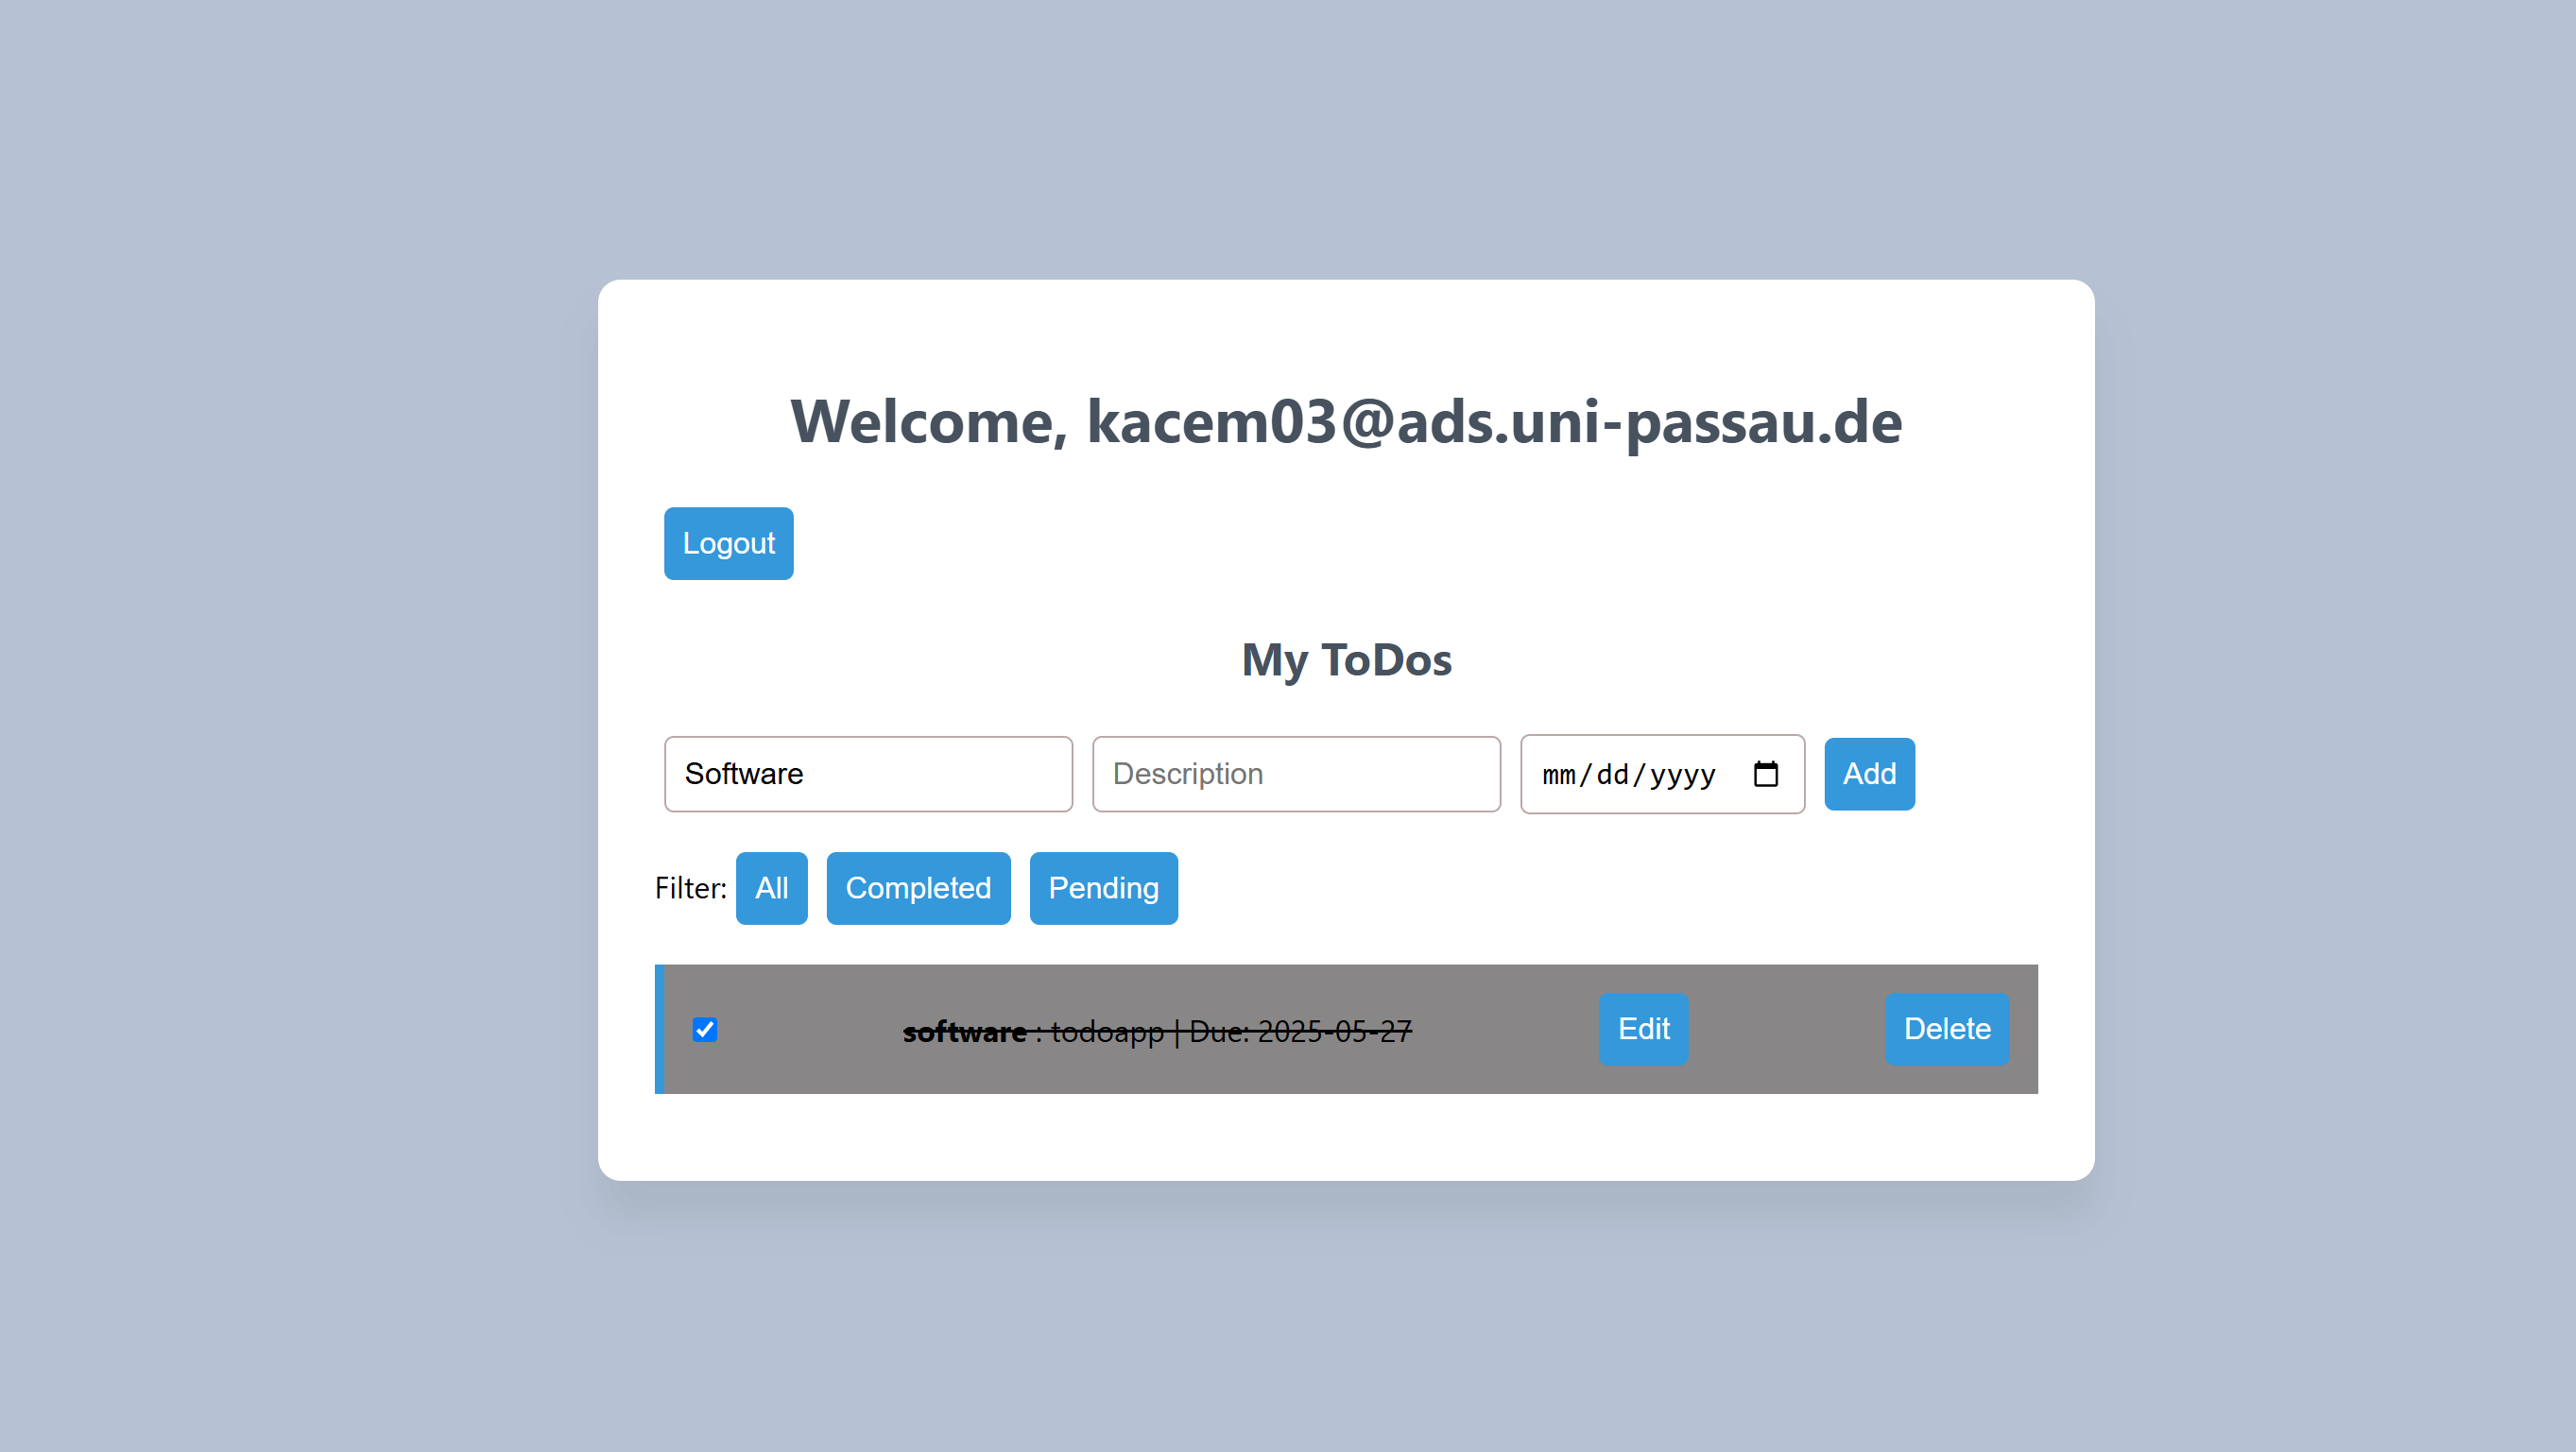 Welcome, kacem03@ads.uni-passau.de
Logout
My ToDos
Software Description mm/dd/yyyy Add
Filter: All Completed Pending
software : todoapp | Due: 2025-05-27 Edit Delete